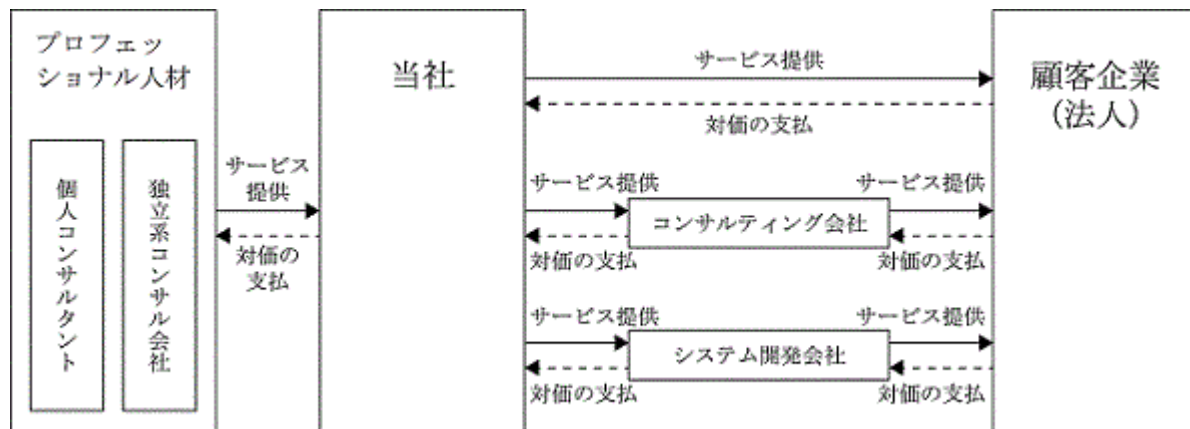 プロフェッ
ショナル人材
個人コンサルタント
独立系コンサル会社
サービス
提供
対価の
支払
当社
サービス提供
対価の支払
サービス提供
サービス提供
コンサルティング会社
対価の支払
対価の支払
サービス提供
サービス提供
システム開発会社
対価の支払
対価の支払
顧客企業
(法人)